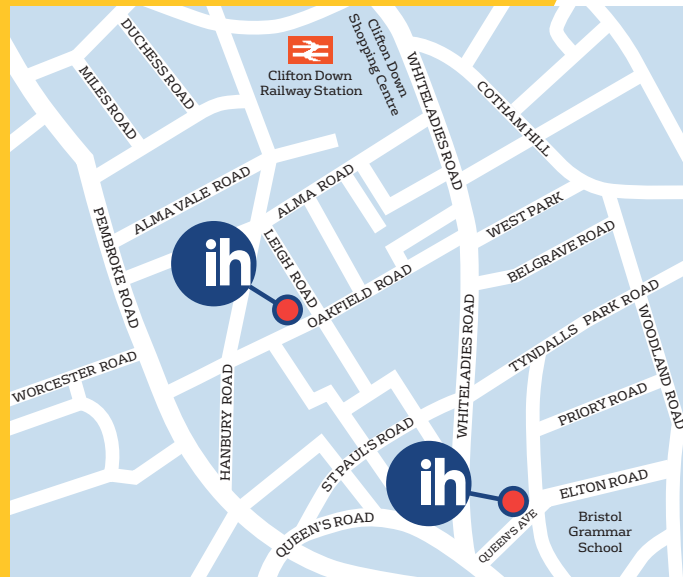 DUCHESS ROAD
MILES ROAD
Clifton Down
Railway Station
Clifton Down
Shopping Centre
WHITELADIES ROAD
COTHAM HILL
ALMA VALE ROAD
ALMA ROAD
PEMBROKE ROAD
WEST PARK
BELGRAVE ROAD
ih
LEIGH ROAD
OAKFIELD ROAD
TYNDALLS PARK ROAD
WOODLAND ROAD
WORCESTER ROAD
HANBURY ROAD
WHITELADIES ROAD
PRIORY ROAD
ST PAUL'S ROAD
ih
ELTON ROAD
QUEEN'S ROAD
QUEEN'S AVE
Bristol
Grammar
School